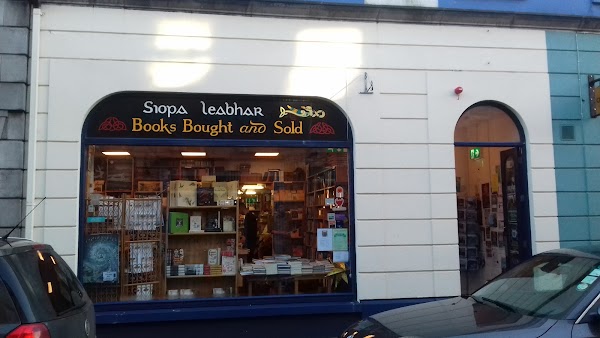 Siopa leabhar
Books Bought and Sold